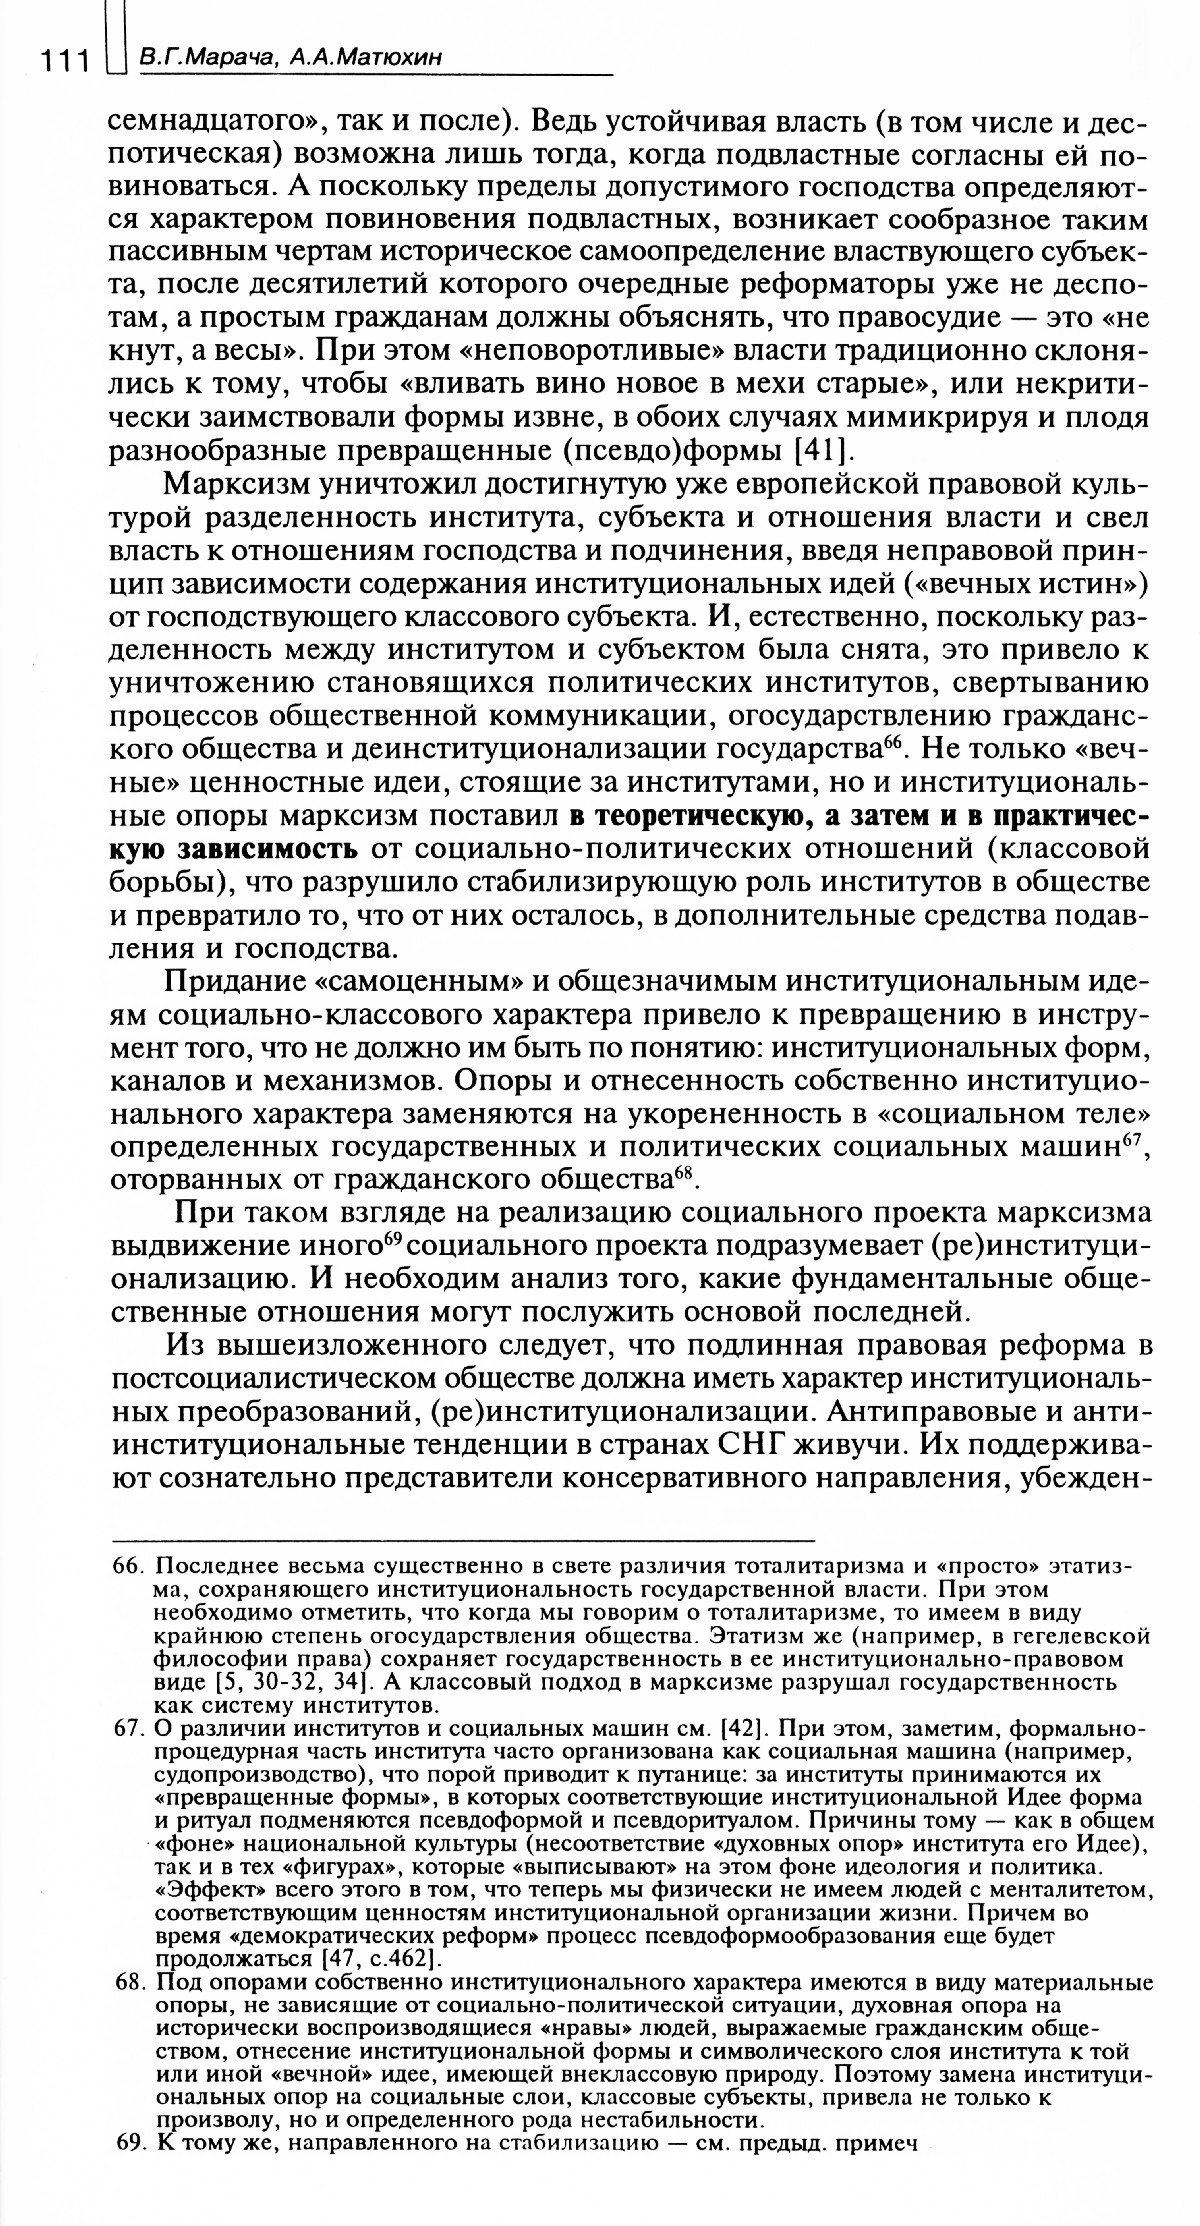 111
В.Г.Марача, А.А.Матюхин
семнадцатого», так и после). Ведь устойчивая власть (в том числе и дес-
потическая) возможна лишь тогда, когда подвластные согласны ей по-
виноваться. А поскольку пределы допустимого господства определяют-
ся характером повиновения подвластных, возникает сообразное таким
пассивным чертам историческое самоопределение властвующего субъек-
та, после десятилетий которого очередные реформаторы уже не деспо-
там, а простым гражданам должны объяснять, что правосудие — это «не
кнут, а весы». При этом «неповоротливые» власти традиционно склоня-
лись к тому, чтобы «вливать вино новое в мехи старые», или некрити-
чески заимствовали формы извне, в обоих случаях мимикрируя и плодя
разнообразные превращенные (псевдо)формы [41].
Марксизм уничтожил достигнутую уже европейской правовой куль-
турой разделенность института, субъекта и отношения власти и свел
власть к отношениям господства и подчинения, введя неправовой прин-
цип зависимости содержания институциональных идей («вечных истин»)
от господствующего классового субъекта. И, естественно, поскольку раз-
деленность между институтом и субъектом была снята, это привело к
уничтожению становящихся политических институтов, свертыванию
процессов общественной коммуникации, огосударствлению гражданс-
кого общества и деинституционализации государства⁶⁶. Не только «веч-
ные» ценностные идеи, стоящие за институтами, но и институциональ-
ные опоры марксизм поставил в теоретическую, а затем и в практичес-
кую зависимость от социально-политических отношений (классовой
борьбы), что разрушило стабилизирующую роль институтов в обществе
и превратило то, что от них осталось, в дополнительные средства подав-
ления и господства.
Придание «самоценным» и общезначимым институциональным иде-
ям социально-классового характера привело к превращению в инстру-
мент того, что не должно им быть по понятию: институциональных форм,
каналов и механизмов. Опоры и отнесенность собственно институцио-
нального характера заменяются на укорененность в «социальном теле»
определенных государственных и политических социальных машин⁶⁷,
оторванных от гражданского общества⁶⁸.
При таком взгляде на реализацию социального проекта марксизма
выдвижение иного⁶⁹ социального проекта подразумевает (ре)институци-
онализацию. И необходим анализ того, какие фундаментальные обще-
ственные отношения могут послужить основой последней.
Из вышеизложенного следует, что подлинная правовая реформа в
постсоциалистическом обществе должна иметь характер институциональ-
ных преобразований, (ре)институционализации. Антиправовые и анти-
институциональные тенденции в странах СНГ живучи. Их поддержива-
ют сознательно представители консервативного направления, убежден-
66. Последнее весьма существенно в свете различия тоталитаризма и «просто» этатиз-
ма, сохраняющего институциональность государственной власти. При этом
необходимо отметить, что когда мы говорим о тоталитаризме, то имеем в виду
крайнюю степень огосударствления общества. Этатизм же (например, в гегелевской
философии права) сохраняет государственность в ее институционально-правовом
виде [5, 30-32, 34]. А классовый подход в марксизме разрушал государственность
как систему институтов.
67. О различии институтов и социальных машин см. [42]. При этом, заметим, формально-
процедурная часть института часто организована как социальная машина (например,
судопроизводство), что порой приводит к путанице: за институты принимаются их
«превращенные формы», в которых соответствующие институциональной Идее форма
и ритуал подменяются псевдоформой и псевдоритуалом. Причины тому — как в общем
«фоне» национальной культуры (несоответствие «духовных опор» института его Идее),
так и в тех «фигурах», которые «выписывают» на этом фоне идеология и политика.
«Эффект» всего этого в том, что теперь мы физически не имеем людей с менталитетом,
соответствующим ценностям институциональной организации жизни. Причем во
время «демократических реформ» процесс псевдоформообразования еще будет
продолжаться [47, с.462].
68. Под опорами собственно институционального характера имеются в виду материальные
опоры, не зависящие от социально-политической ситуации, духовная опора на
исторически воспроизводящиеся «нравы» людей, выражаемые гражданским обще-
ством, отнесение институциональной формы и символического слоя института к той
или иной «вечной» идее, имеющей внеклассовую природу. Поэтому замена институци-
ональных опор на социальные слои, классовые субъекты, привела не только к
произволу, но и определенного рода нестабильности.
69. К тому же, направленного на стабилизацию — см. предыд. примеч